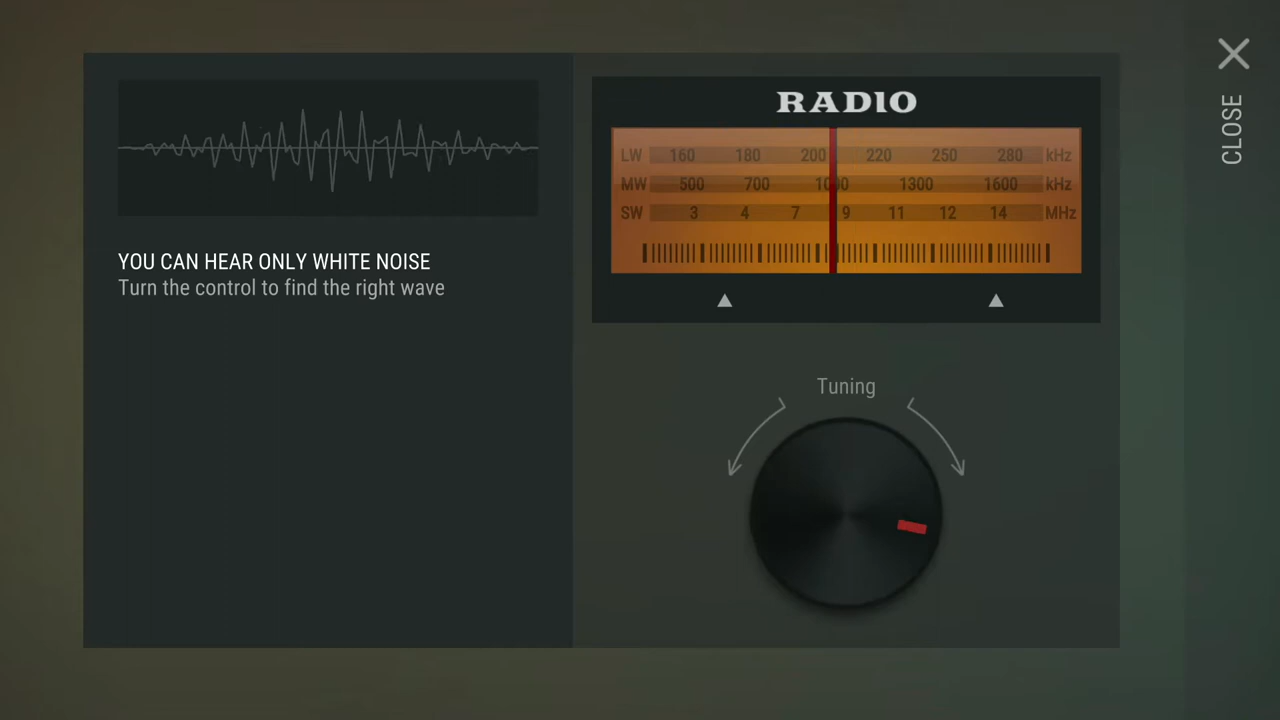 RADIO
LW 160 180 200 220 250 280 kHz
MW 500 700 1000 1300 1600 kHz
SW 3 4 7 9 11 12 14 MHz
YOU CAN HEAR ONLY WHITE NOISE
Turn the control to find the right wave
Tuning
CLOSE